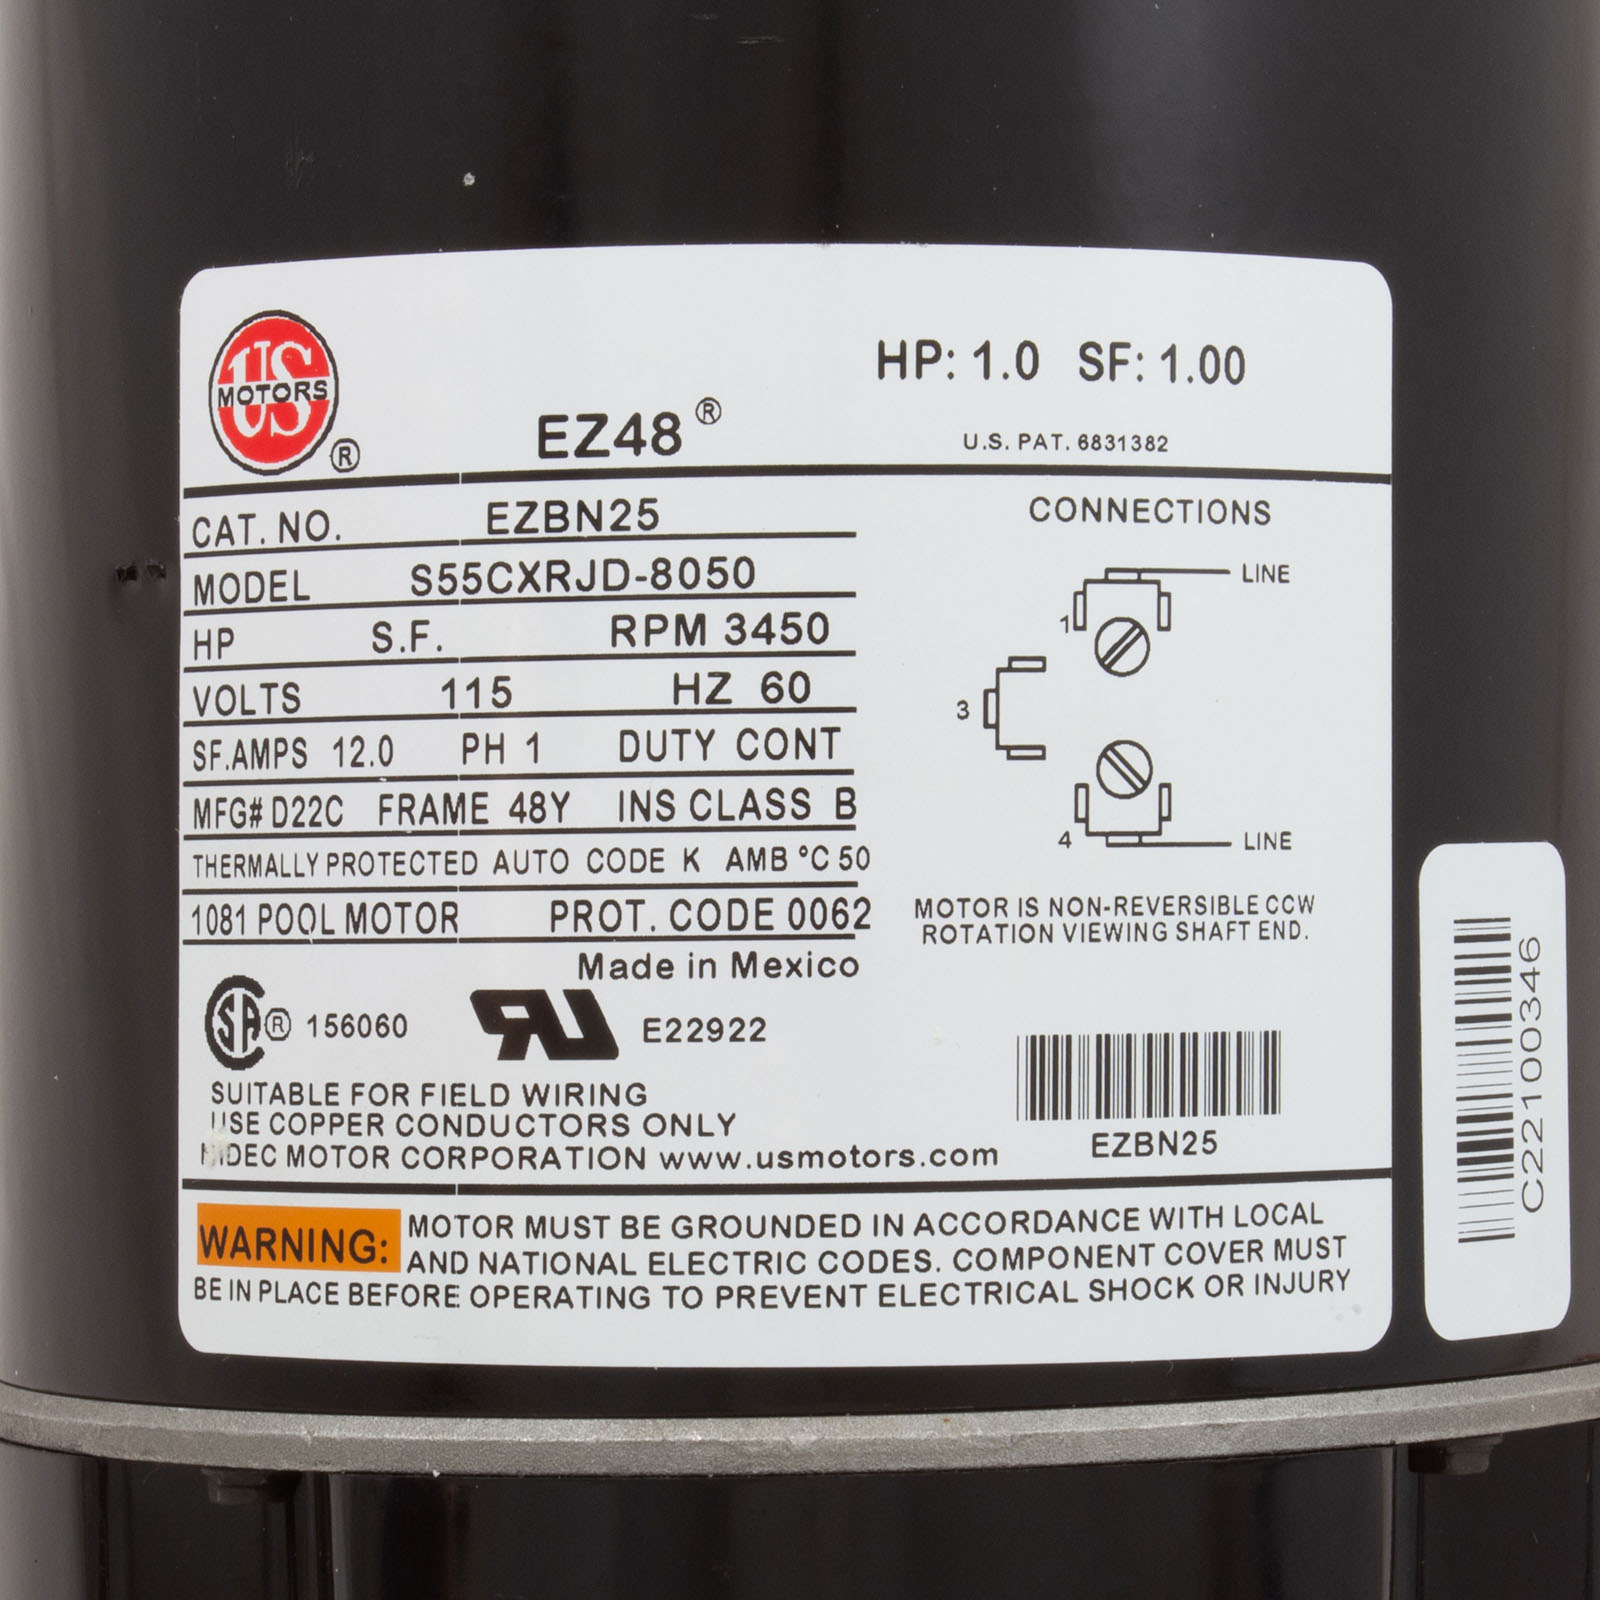 US
MOTORS
®
EZ48®
HP: 1.0 SF: 1.00
U.S. PAT. 6831382
CAT. NO. EZBN25
MODEL S55CXRJD-8050
HP S.F. RPM 3450
VOLTS 115 HZ 60
SF.AMPS 12.0 PH 1 DUTY CONT
MFG# D22C FRAME 48Y INS CLASS B
THERMALLY PROTECTED AUTO CODE K AMB °C 50
1081 POOL MOTOR PROT. CODE 0062
Made in Mexico
SA® 156060 RU E22922
SUITABLE FOR FIELD WIRING
USE COPPER CONDUCTORS ONLY
NIDEC MOTOR CORPORATION www.usmotors.com
CONNECTIONS
LINE
1
3
4
LINE
MOTOR IS NON-REVERSIBLE CCW
ROTATION VIEWING SHAFT END.
EZBN25
WARNING: MOTOR MUST BE GROUNDED IN ACCORDANCE WITH LOCAL
AND NATIONAL ELECTRIC CODES. COMPONENT COVER MUST
BE IN PLACE BEFORE OPERATING TO PREVENT ELECTRICAL SHOCK OR INJURY
C22100346